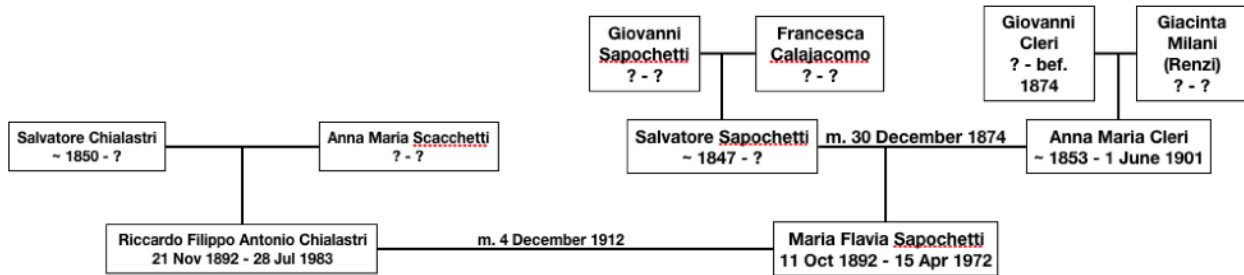 Giovanni
Sapochetti
? - ?
Francesca
Calajacomo
? - ?
Giovanni
Cleri
? - bef.
1874
Giacinta
Milani
(Renzi)
? - ?
Salvatore Chialastri
~ 1850 - ?
Anna Maria Scacchetti
? - ?
Salvatore Sapochetti
~ 1847 - ?
m. 30 December 1874
Anna Maria Cleri
~ 1853 - 1 June 1901
Riccardo Filippo Antonio Chialastri
21 Nov 1892 - 28 Jul 1983
m. 4 December 1912
Maria Flavia Sapochetti
11 Oct 1892 - 15 Apr 1972